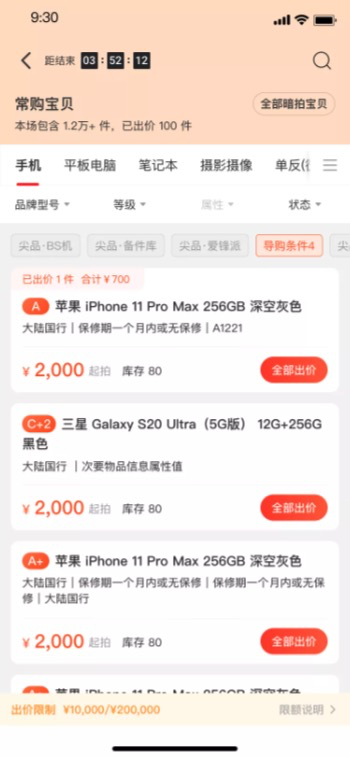 9:30
距结束 03:52:12
常购宝贝
全部暗拍宝贝
本场包含 1.2万+ 件，已出价 100 件
手机 平板电脑 笔记本 摄影摄像 单反(
品牌型号 等级 属性 状态
尖品·BS机 尖品·备件库 尖品·爱锋派 导购条件4
已出价 1 件 合计 ¥700
A 苹果 iPhone 11 Pro Max 256GB 深空灰色
大陆国行 | 保修期一个月内或无保修 | A1221
¥ 2,000 起拍 库存 80 全部出价
C+2 三星 Galaxy S20 Ultra（5G版） 12G+256G
黑色
大陆国行 | 次要物品信息属性值
¥ 2,000 起拍 库存 80 全部出价
A+ 苹果 iPhone 11 Pro Max 256GB 深空灰色
大陆国行 | 保修期一个月内或无保修 | 保修期一个月内或无保
修 | 大陆国行
¥ 2,000 起拍 库存 80 全部出价
A+ 苹果 iPhone 11 Pro Max 256GB 深空灰色
出价限制 ¥10,000/¥200,000 限额说明